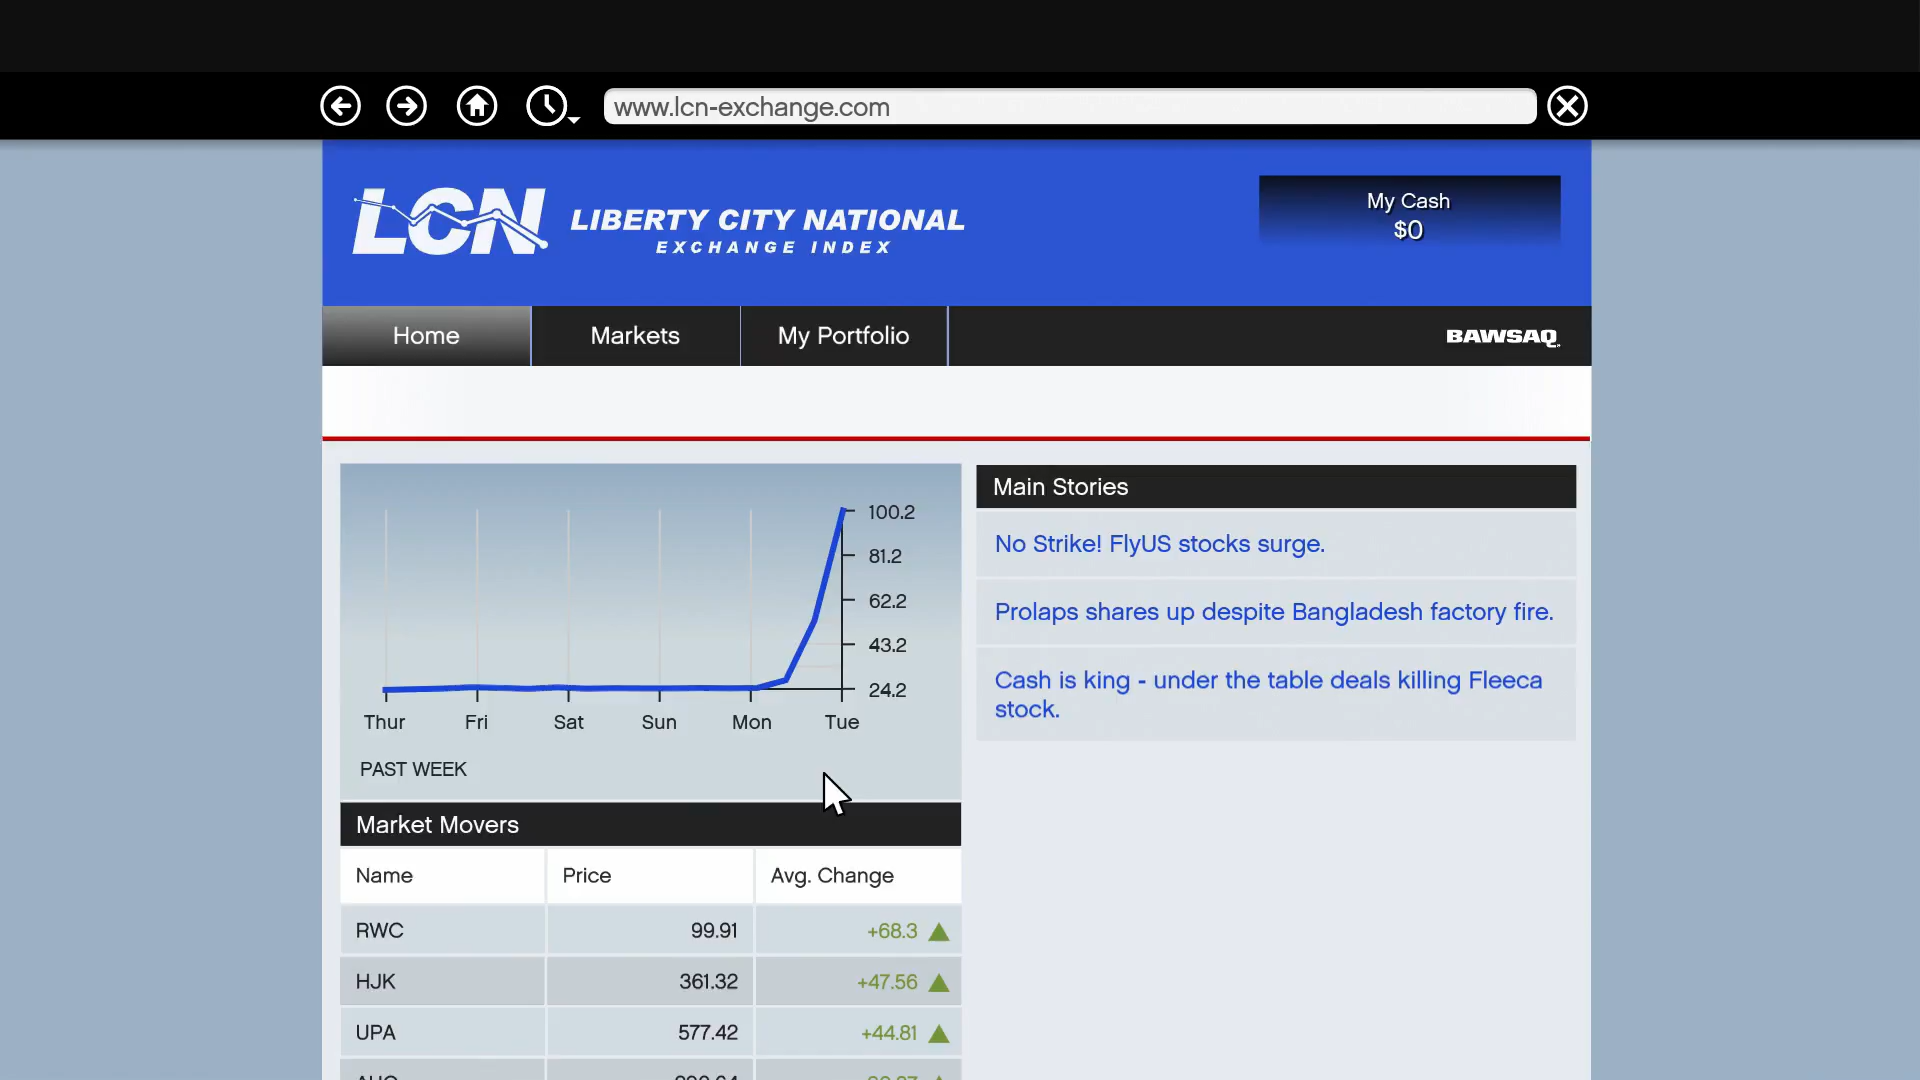 www.lcn-exchange.com
LCN
LIBERTY CITY NATIONAL
EXCHANGE INDEX
My Cash
$0
Home
Markets
My Portfolio
BAWSAQ
100.2
81.2
62.2
43.2
24.2
Thur Fri Sat Sun Mon Tue
PAST WEEK
Main Stories
No Strike! FlyUS stocks surge.
Prolaps shares up despite Bangladesh factory fire.
Cash is king - under the table deals killing Fleeca
stock.
Market Movers
Name Price Avg. Change
RWC 99.91 +68.3
HJK 361.32 +47.56
UPA 577.42 +44.81